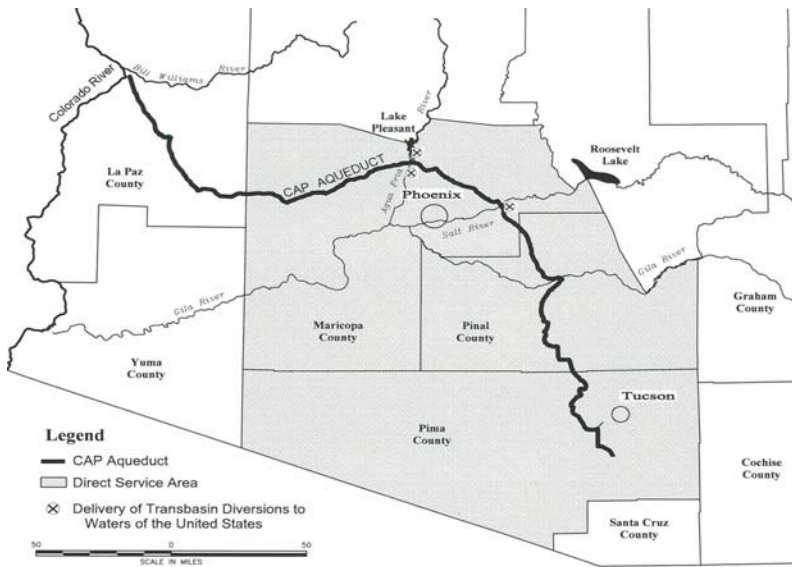 Bill Williams River
Colorado River
La Paz
County
CAP AQUEDUCT
Lake
Pleasant
River
Agua Fria
Phoenix
Salt River
Roosevelt
Lake
Gila River
Gila River
Graham
County
Maricopa
County
Pinal
County
Yuma
County
Tucson
Pima
County
Cochise
County
Santa Cruz
County
Legend
CAP Aqueduct
Direct Service Area
Delivery of Transbasin Diversions to
Waters of the United States
50 0 50
SCALE IN MILES